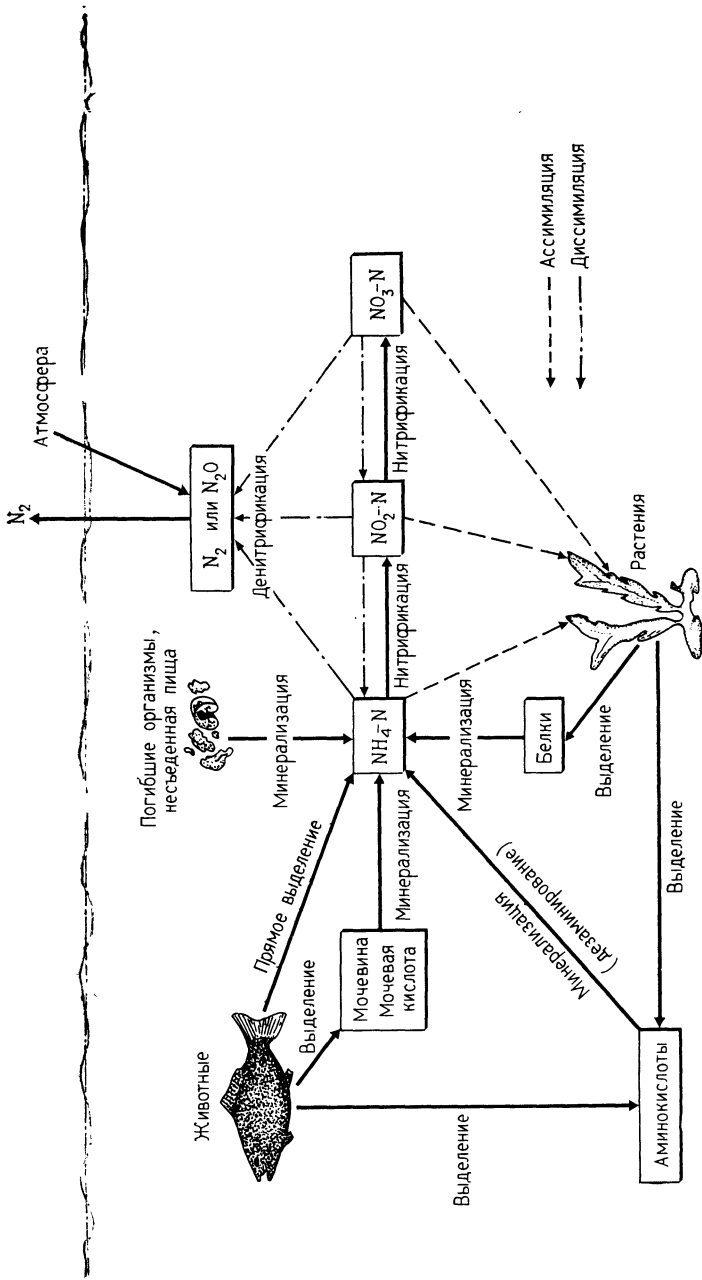 N₂
Атмосфера
N₂ или N₂O
Денитрификация
Погибшие организмы,
несъеденная пища
Минерализация
Животные
Прямое выделение
Выделение
Мочевина
Мочевая
кислота
Минерализация
NH₄-N
Нитрификация
NO₂-N
Нитрификация
NO₃-N
Выделение
Аминокислоты
Минерализация
(дезаминирование)
Минерализация
Белки
Выделение
Выделение
Растения
Ассимиляция
Диссимиляция